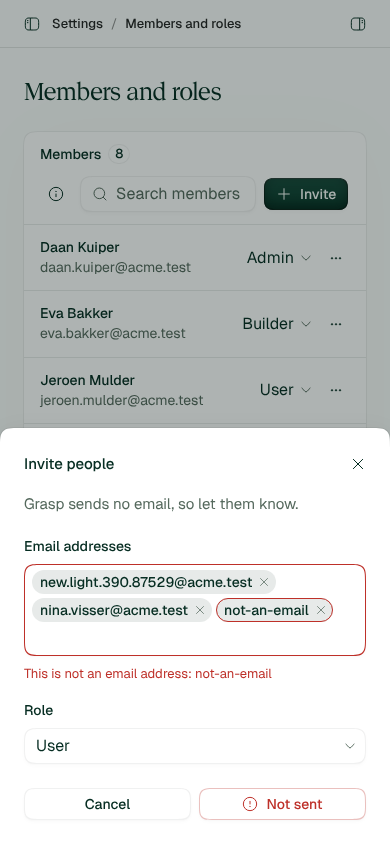 Settings / Members and roles
Members and roles
Members 8
Search members
Invite
Daan Kuiper
daan.kuiper@acme.test
Admin
Eva Bakker
eva.bakker@acme.test
Builder
Jeroen Mulder
jeroen.mulder@acme.test
User
Invite people
Grasp sends no email, so let them know.
Email addresses
new.light.390.87529@acme.test
nina.visser@acme.test not-an-email
This is not an email address: not-an-email
Role
User
Cancel
Not sent